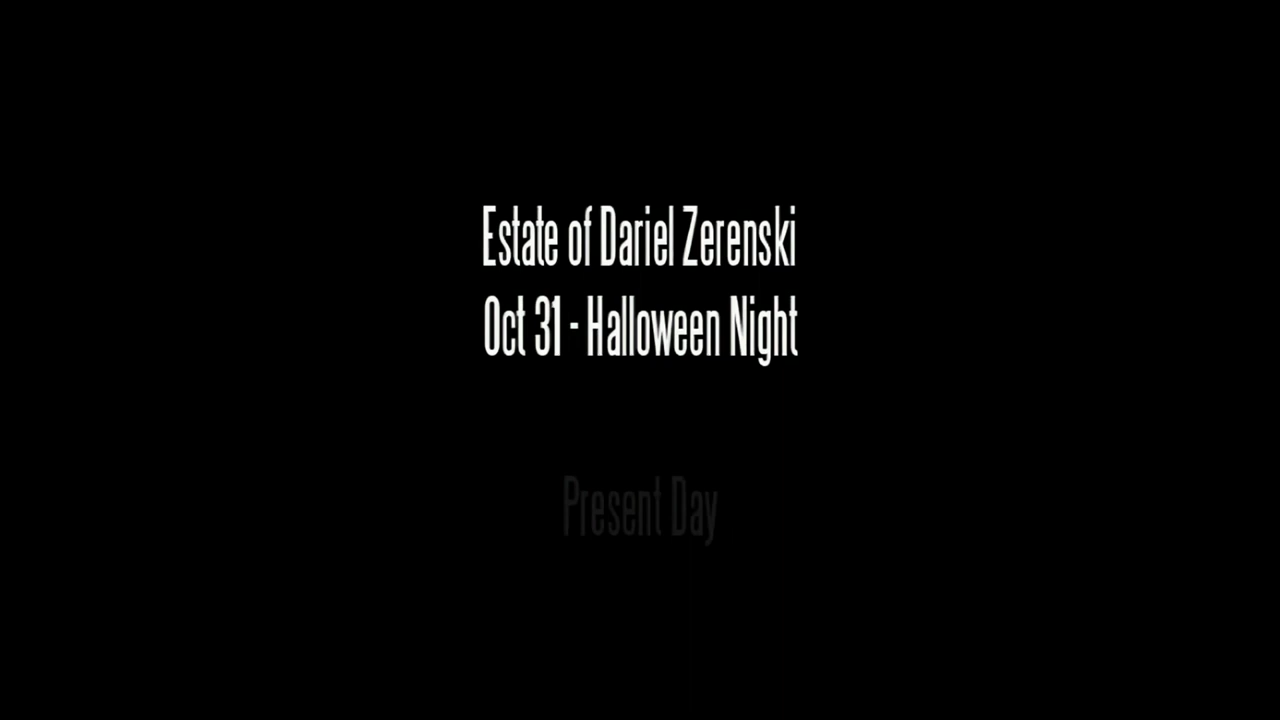 Estate of Dariel Zerenski
Oct 31 - Halloween Night
Present Day